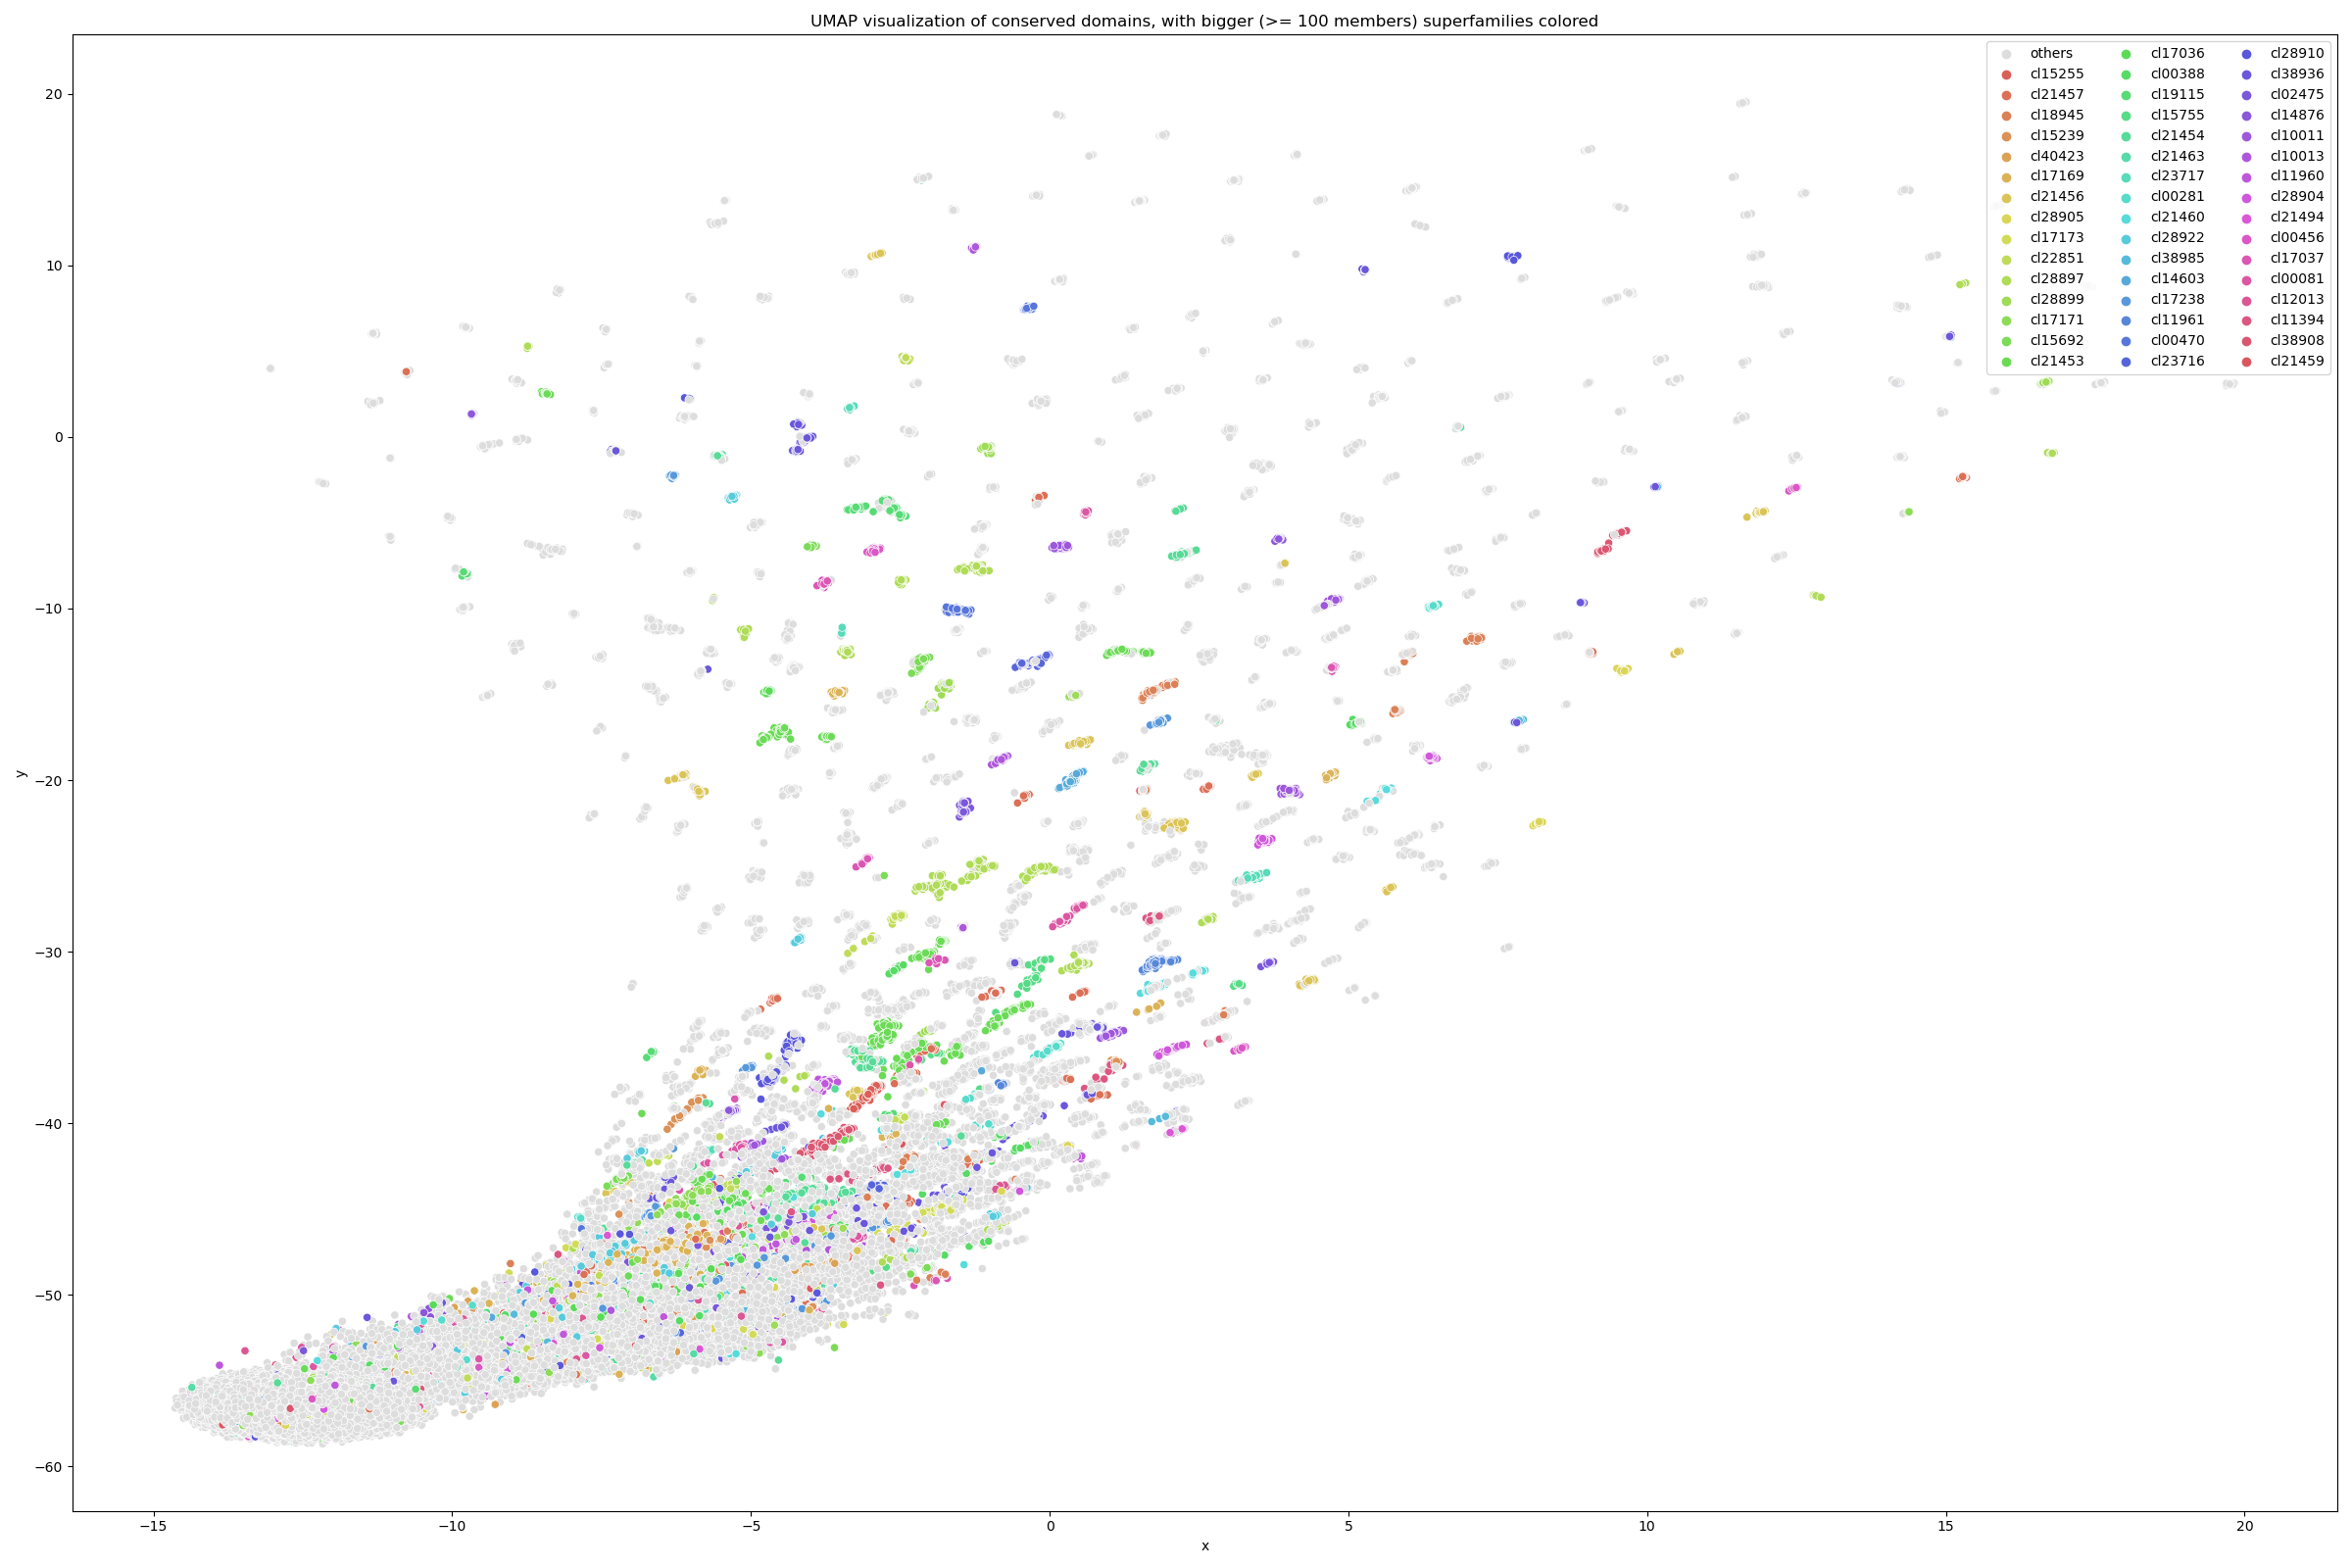 UMAP visualization of conserved domains, with bigger (>= 100 members) superfamilies colored
others
cl15255
cl21457
cl18945
cl15239
cl40423
cl17169
cl21456
cl28905
cl17173
cl22851
cl28897
cl28899
cl17171
cl15692
cl21453
cl17036
cl00388
cl19115
cl15755
cl21454
cl21463
cl23717
cl00281
cl21460
cl28922
cl38985
cl14603
cl17238
cl11961
cl00470
cl23716
cl28910
cl38936
cl02475
cl14876
cl10011
cl10013
cl11960
cl28904
cl21494
cl00456
cl17037
cl00081
cl12013
cl11394
cl38908
cl21459
20
10
0
−10
−20
−30
−40
−50
−60
y
−15
−10
−5
0
5
10
15
20
x